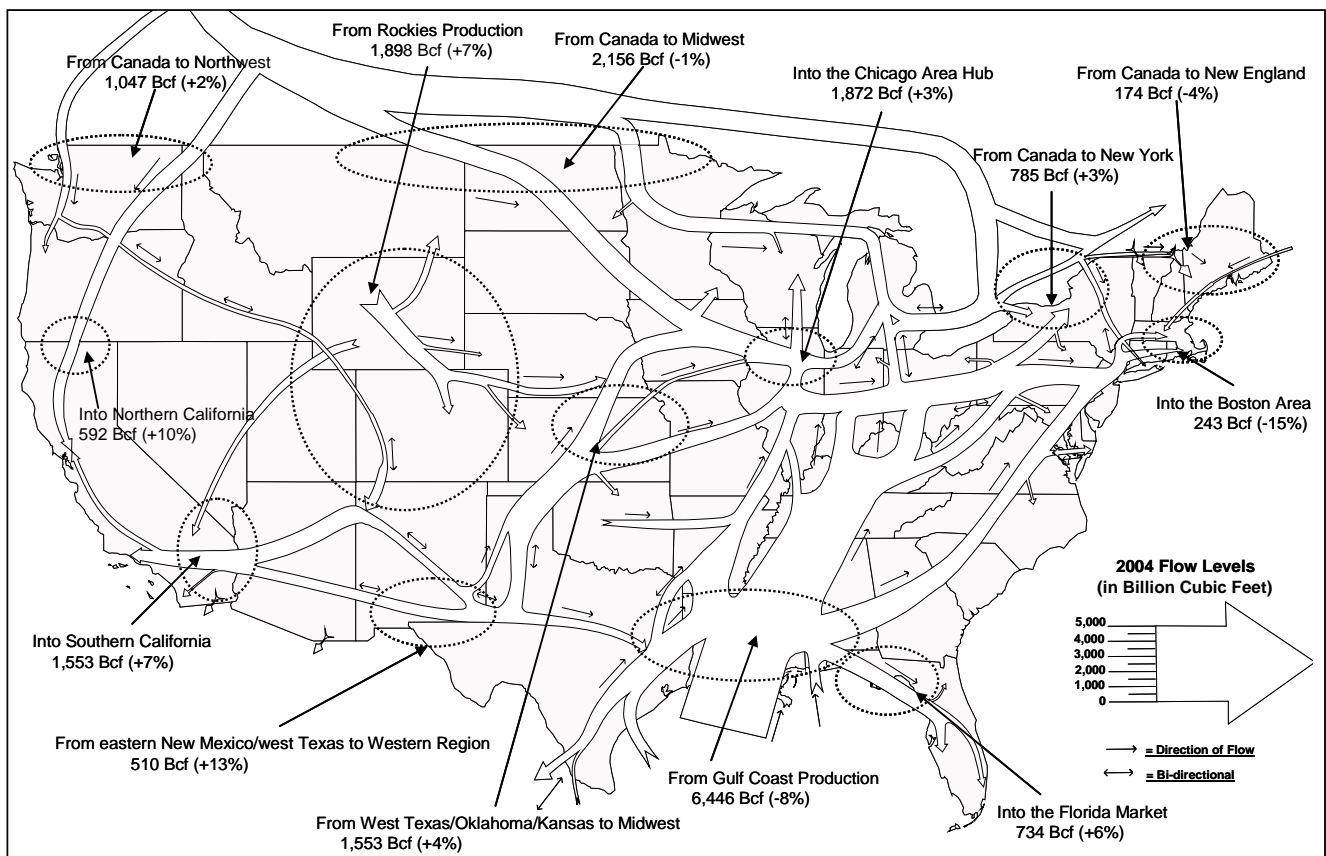 From Rockies Production
1,898 Bcf (+7%)
From Canada to Midwest
2,156 Bcf (-1%)
From Canada to Northwest
1,047 Bcf (+2%)
Into the Chicago Area Hub
1,872 Bcf (+3%)
From Canada to New England
174 Bcf (-4%)
From Canada to New York
785 Bcf (+3%)
Into Northern California
592 Bcf (+10%)
Into the Boston Area
243 Bcf (-15%)
2004 Flow Levels
(in Billion Cubic Feet)
5,000
4,000
3,000
2,000
1,000
0
Into Southern California
1,553 Bcf (+7%)
From eastern New Mexico/west Texas to Western Region
510 Bcf (+13%)
= Direction of Flow
= Bi-directional
From Gulf Coast Production
6,446 Bcf (-8%)
Into the Florida Market
734 Bcf (+6%)
From West Texas/Oklahoma/Kansas to Midwest
1,553 Bcf (+4%)